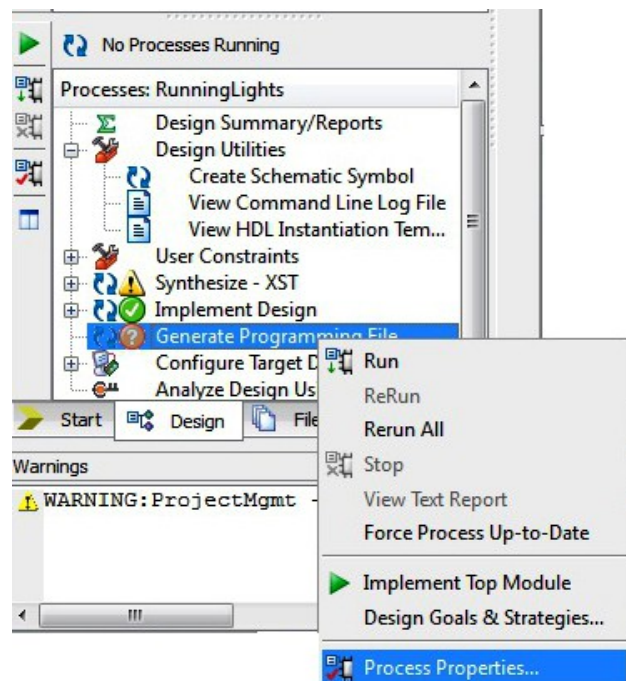 No Processes Running
Processes: RunningLights
Design Summary/Reports
Design Utilities
Create Schematic Symbol
View Command Line Log File
View HDL Instantiation Tem...
User Constraints
Synthesize - XST
Implement Design
Generate Programming File
Configure Target D
Analyze Design Us
Start Design File
Warnings
WARNING:ProjectMgmt -
Run
ReRun
Rerun All
Stop
View Text Report
Force Process Up-to-Date
Implement Top Module
Design Goals & Strategies...
Process Properties...